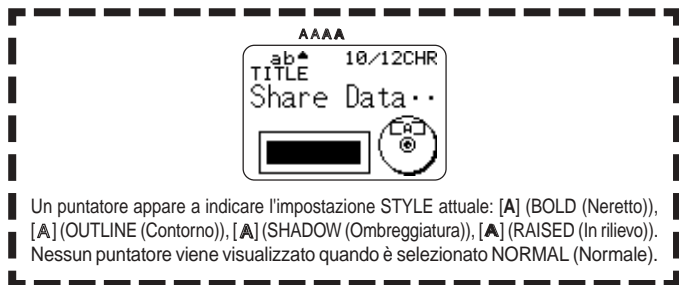 AAAA
ab 10/12CHR
TITLE
Share Data··
A
Un puntatore appare a indicare l'impostazione STYLE attuale: [A] (BOLD (Neretto)),
[A] (OUTLINE (Contorno)), [A] (SHADOW (Ombreggiatura)), [A] (RAISED (In rilievo)).
Nessun puntatore viene visualizzato quando è selezionato NORMAL (Normale).